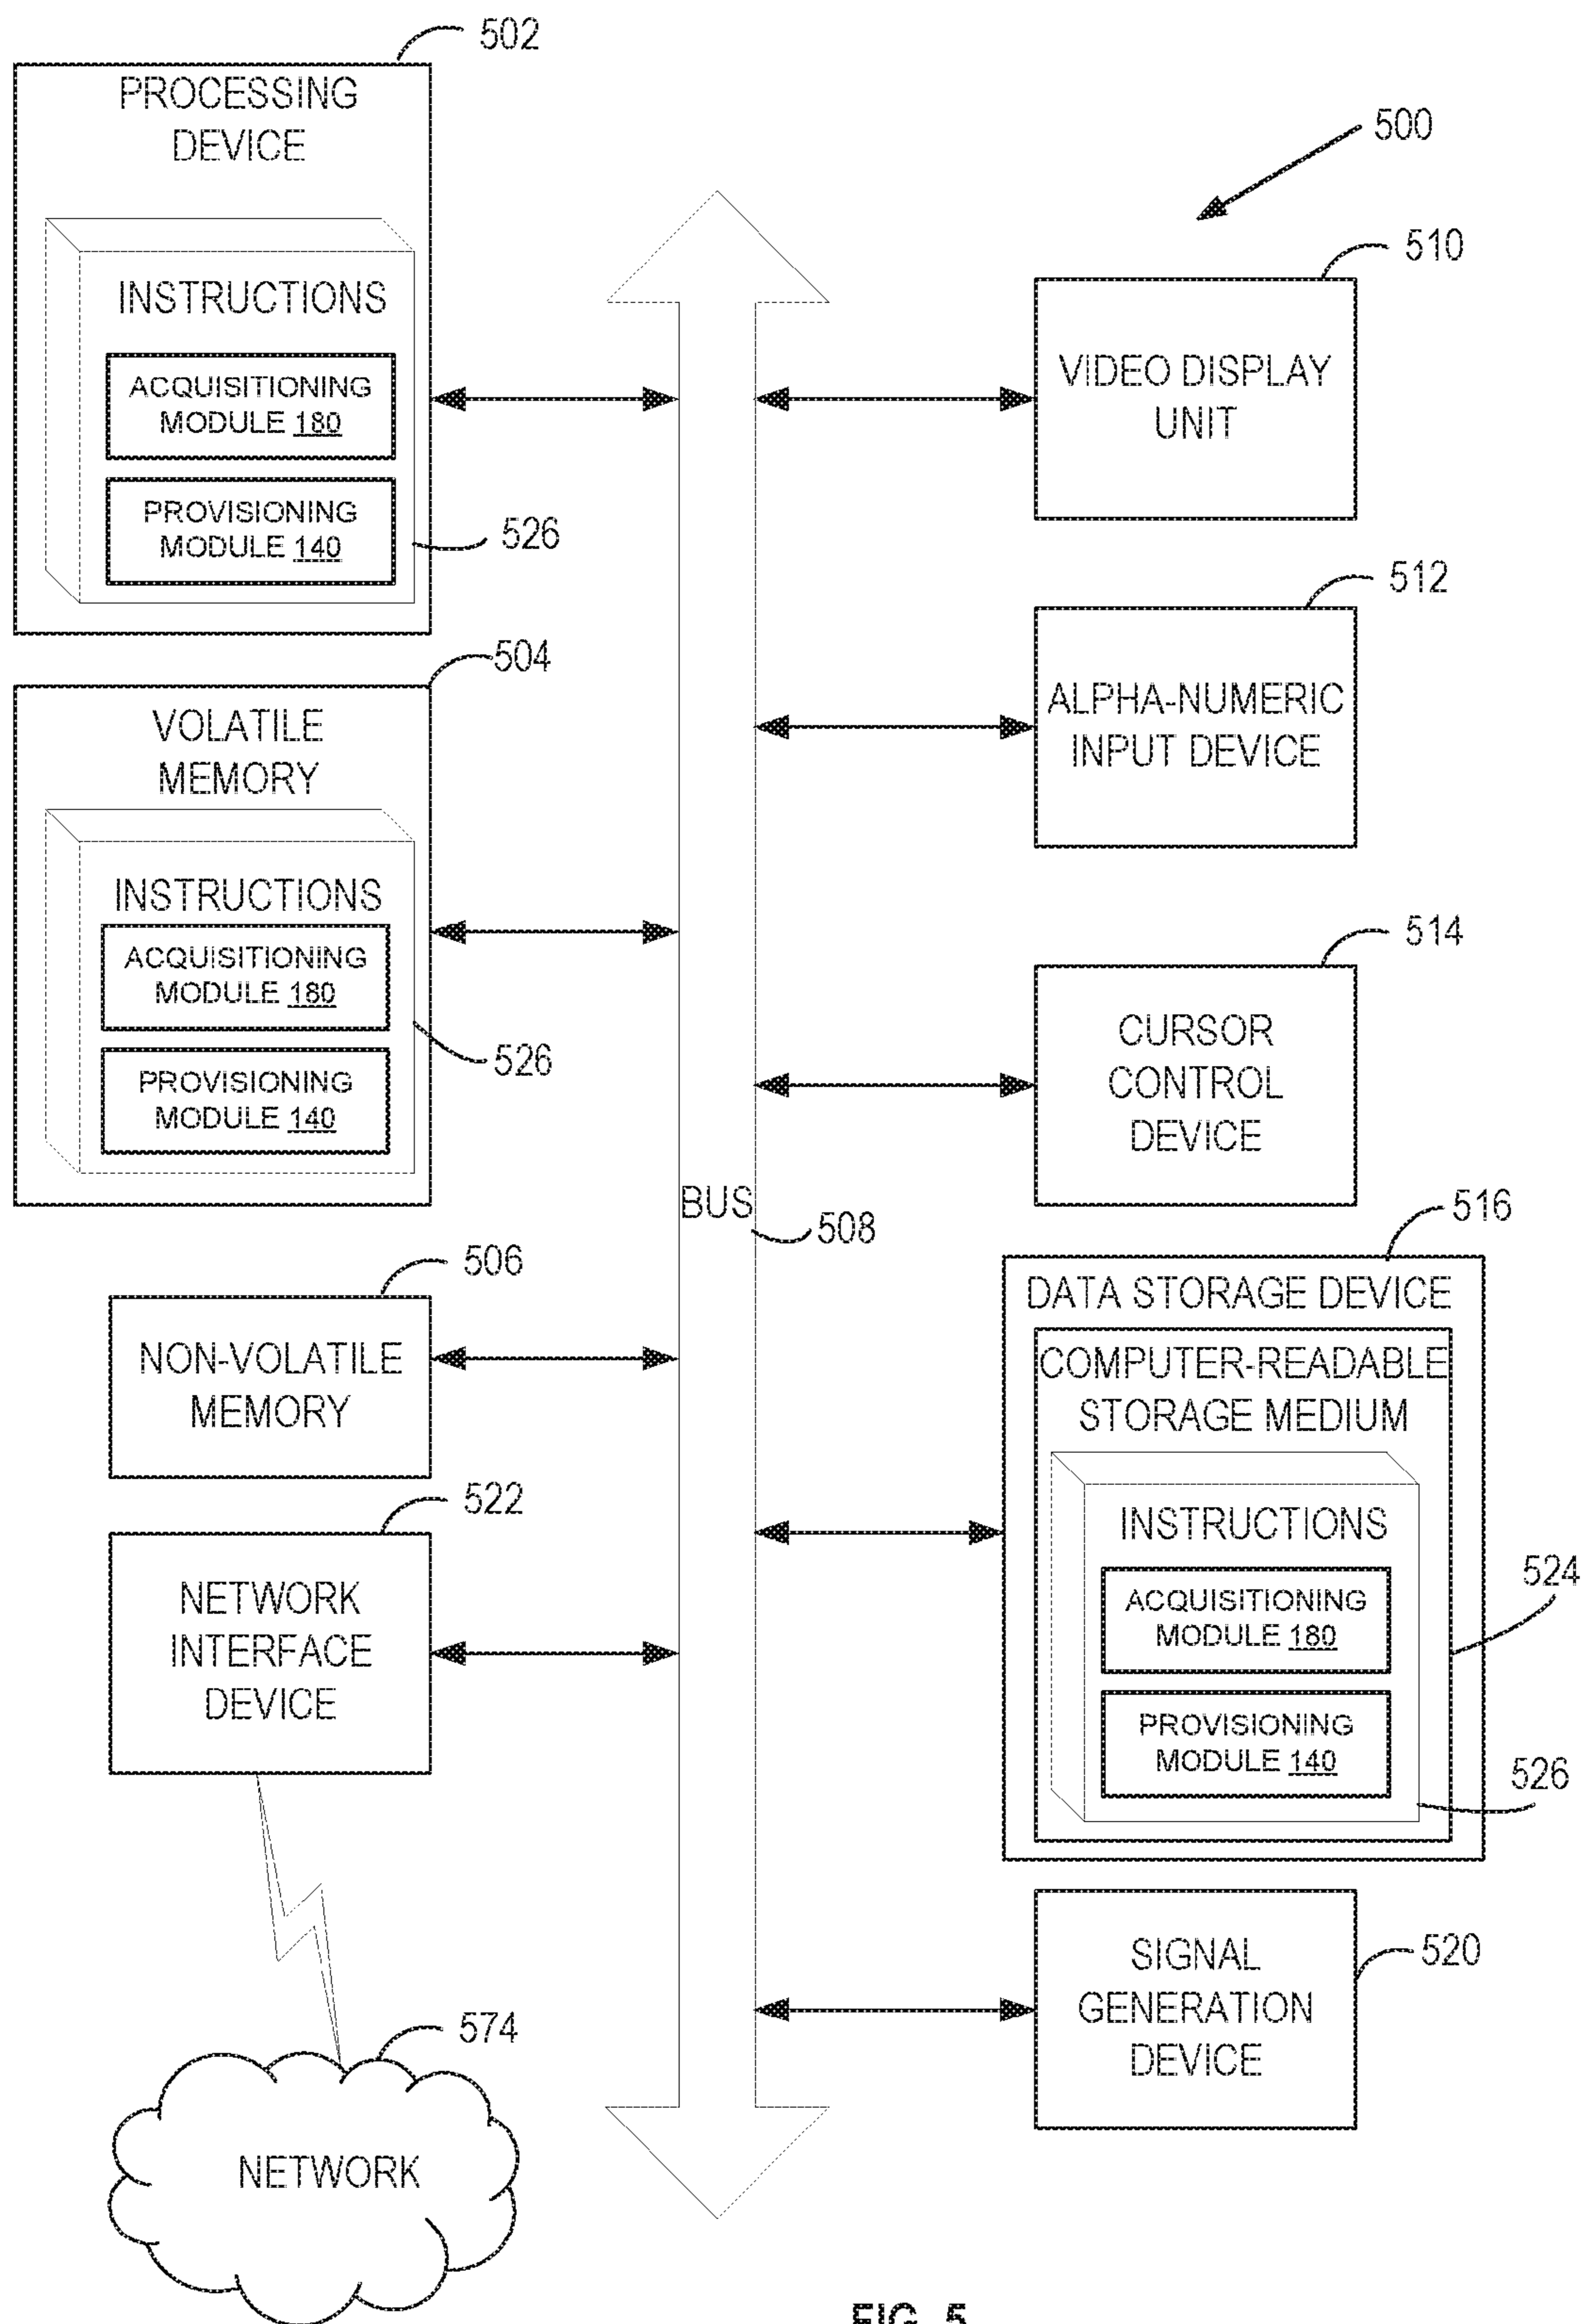 502
PROCESSING
DEVICE
INSTRUCTIONS
ACQUISITIONING
MODULE 180
PROVISIONING
MODULE 140
526
504
VOLATILE
MEMORY
INSTRUCTIONS
ACQUISITIONING
MODULE 180
PROVISIONING
MODULE 140
526
506
NON-VOLATILE
MEMORY
522
NETWORK
INTERFACE
DEVICE
574
NETWORK
BUS
508
500
510
VIDEO DISPLAY
UNIT
512
ALPHA-NUMERIC
INPUT DEVICE
514
CURSOR
CONTROL
DEVICE
516
DATA STORAGE DEVICE
COMPUTER-READABLE
STORAGE MEDIUM
INSTRUCTIONS
ACQUISITIONING
MODULE 180
PROVISIONING
MODULE 140
524
526
SIGNAL
GENERATION
DEVICE
520
FIG. 5